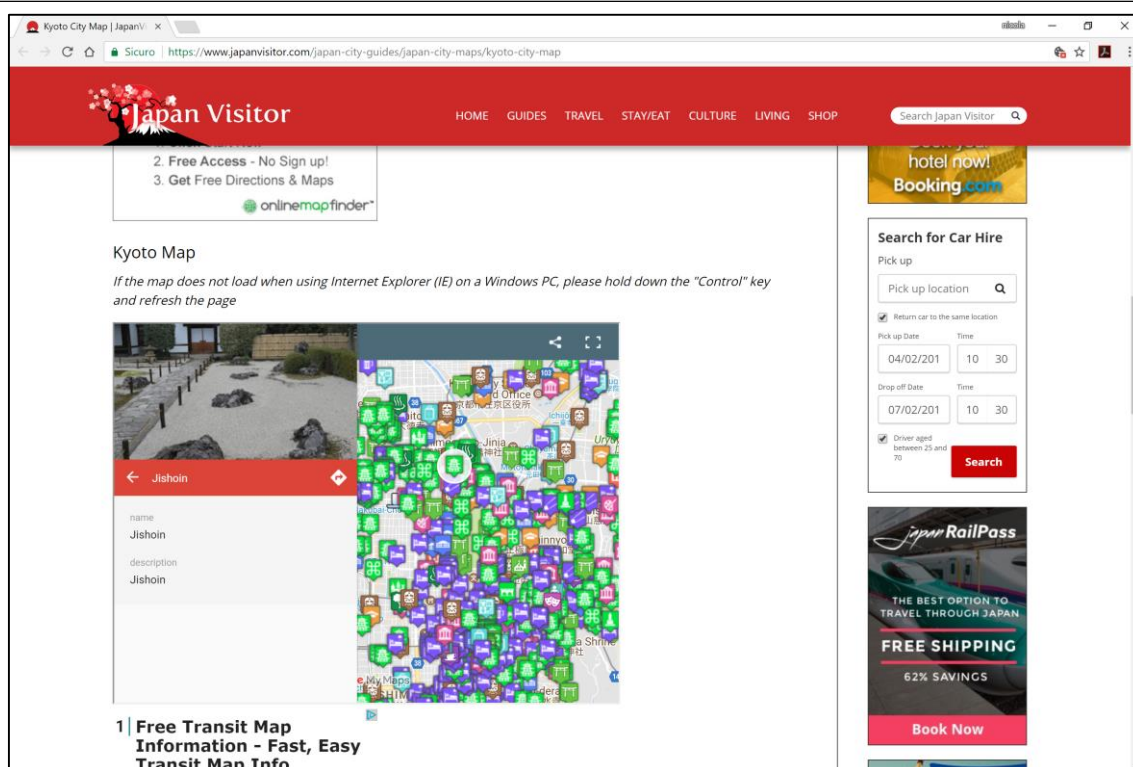 Kyoto City Map | JapanVi
Sicuro | https://www.japanvisitor.com/japan-city-guides/japan-city-maps/kyoto-city-map
Japan Visitor
HOME GUIDES TRAVEL STAY/EAT CULTURE LIVING SHOP
Search Japan Visitor
2. Free Access - No Sign up!
3. Get Free Directions & Maps
onlinemapfinder
Kyoto Map
If the map does not load when using Internet Explorer (IE) on a Windows PC, please hold down the "Control" key
and refresh the page
Jishoin
name
Jishoin
description
Jishoin
My Maps
1 Free Transit Map
Information - Fast, Easy
Transit Map Info
hotel now!
Booking.com
Search for Car Hire
Pick up
Pick up location
Return car to the same location
Pick up Date Time
04/02/201 10 30
Drop off Date Time
07/02/201 10 30
Driver aged
between 25 and
70
Search
Japan RailPass
THE BEST OPTION TO
TRAVEL THROUGH JAPAN
FREE SHIPPING
62% SAVINGS
Book Now